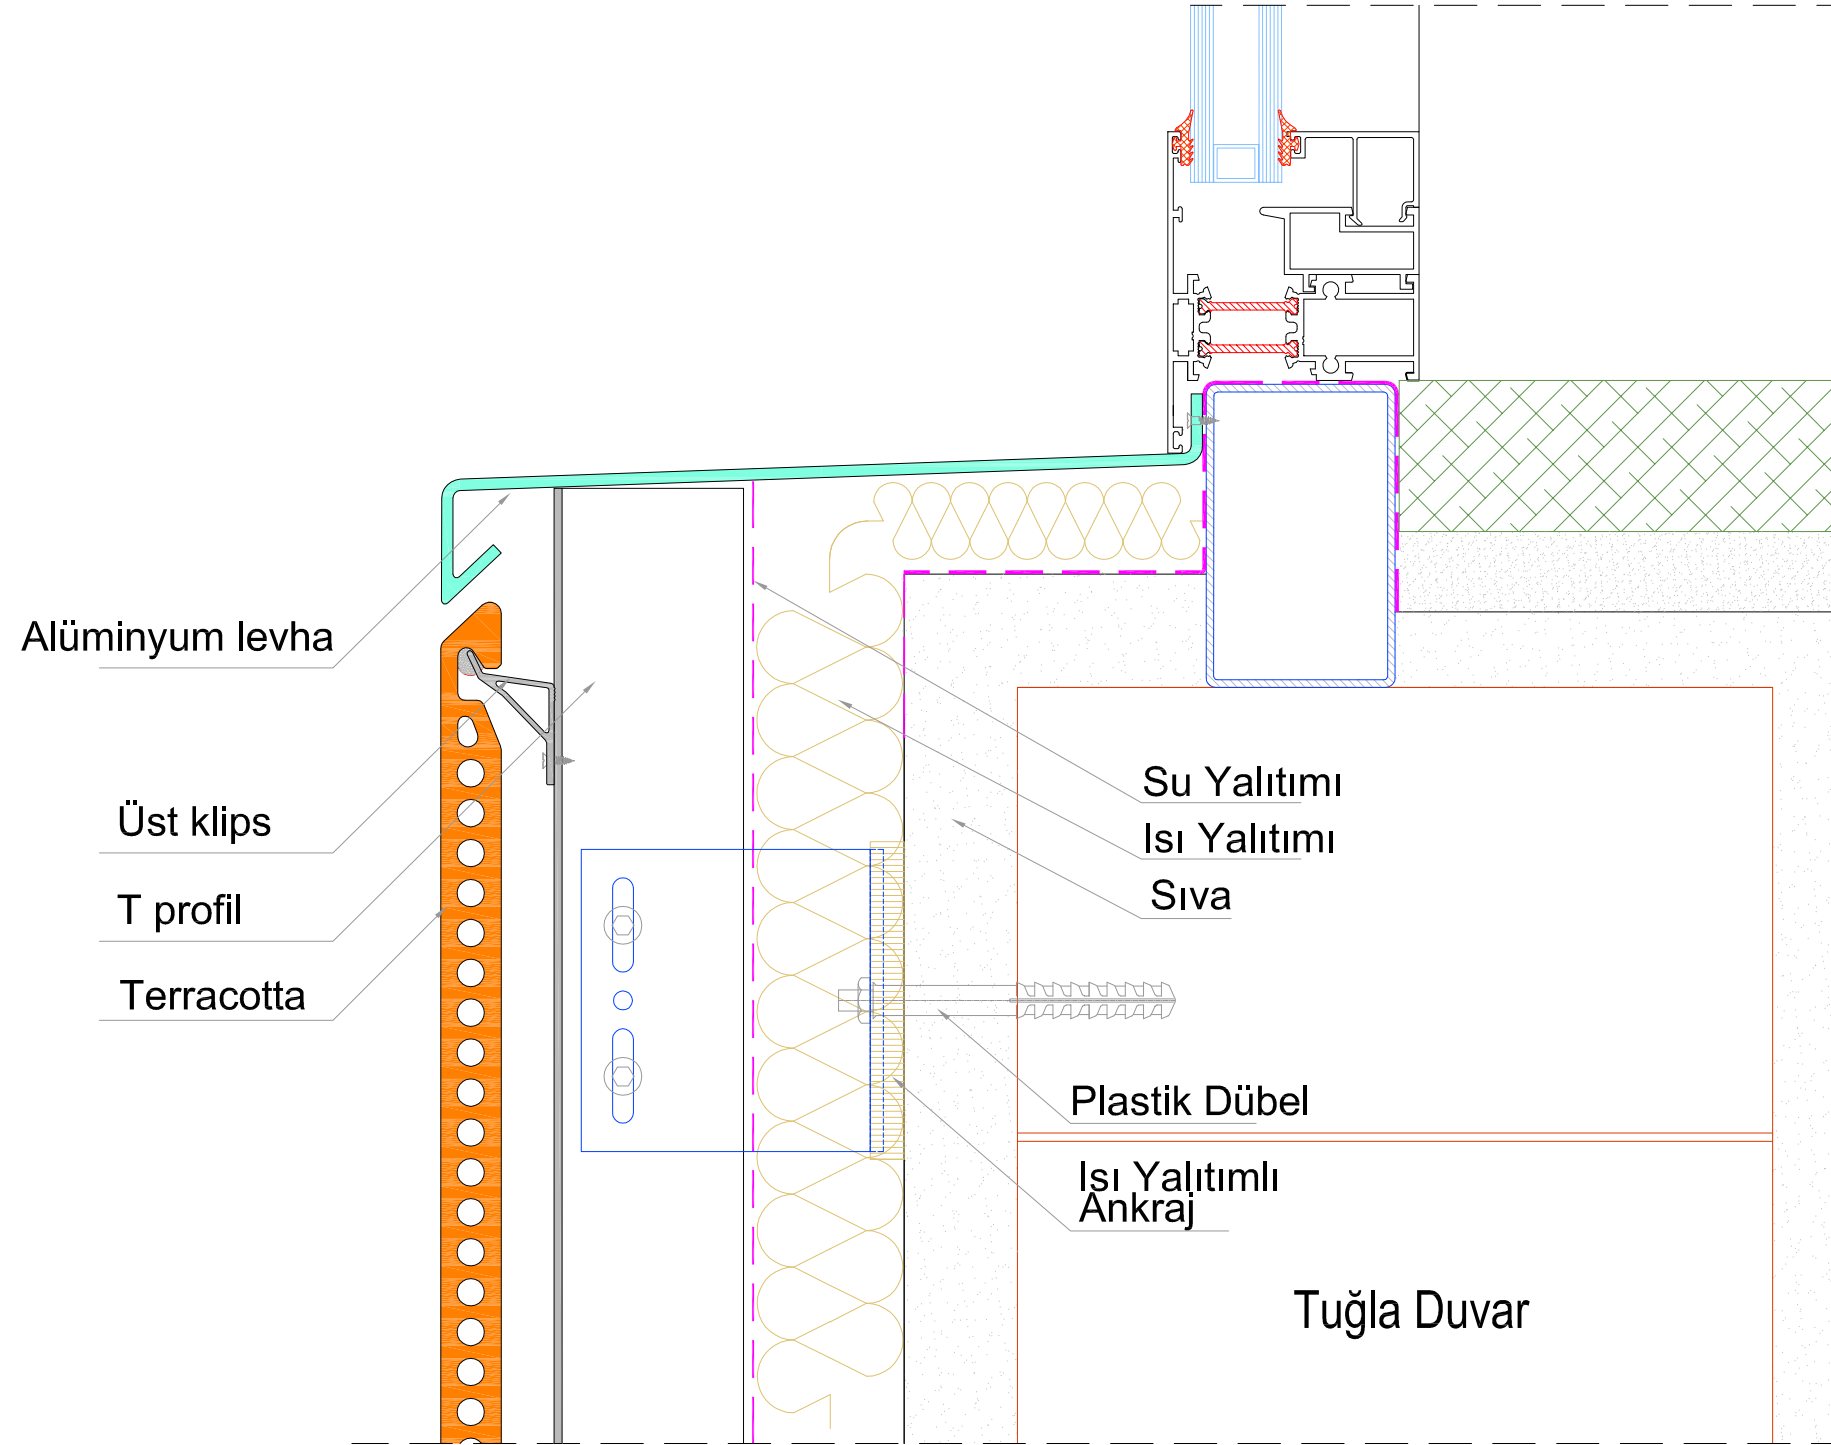 Alüminyum levha
Üst klips
T profil
Terracotta
Su Yalıtımı
Isı Yalıtımı
Sıva
Plastik Dübel
Isı Yalıtımlı
Ankraj
Tuğla Duvar